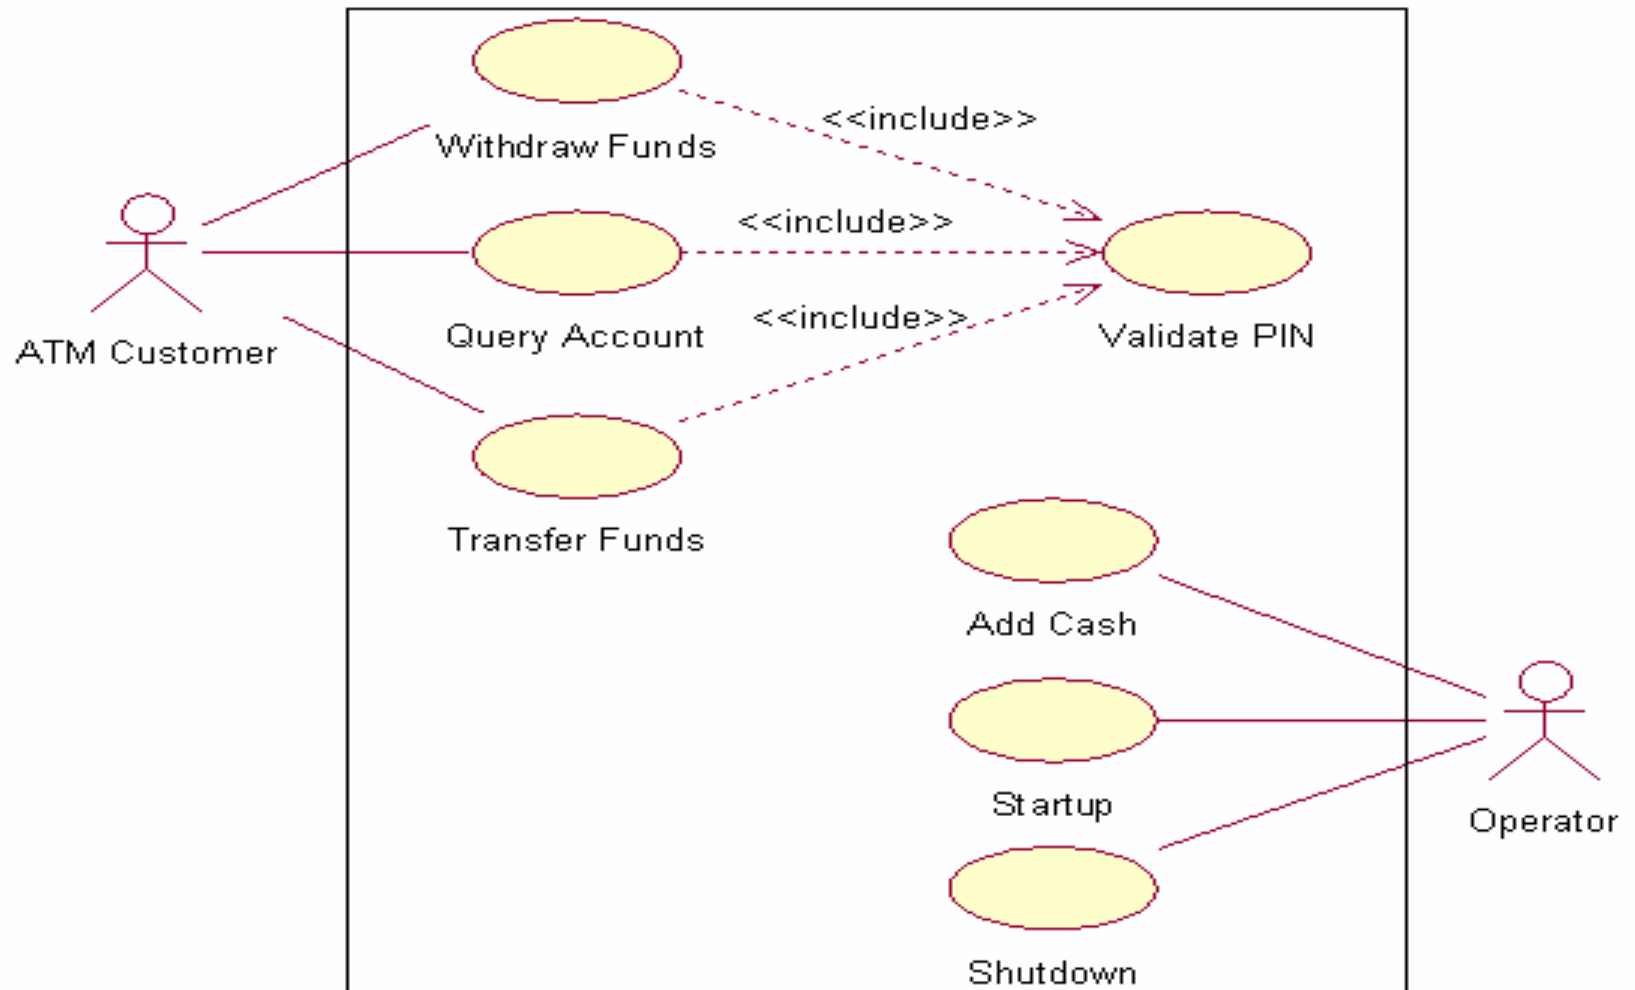 <<include>>
Withdraw Funds
<<include>>
<<include>>
Query Account
Validate PIN
ATM Customer
Transfer Funds
Add Cash
Startup
Operator
Shutdown